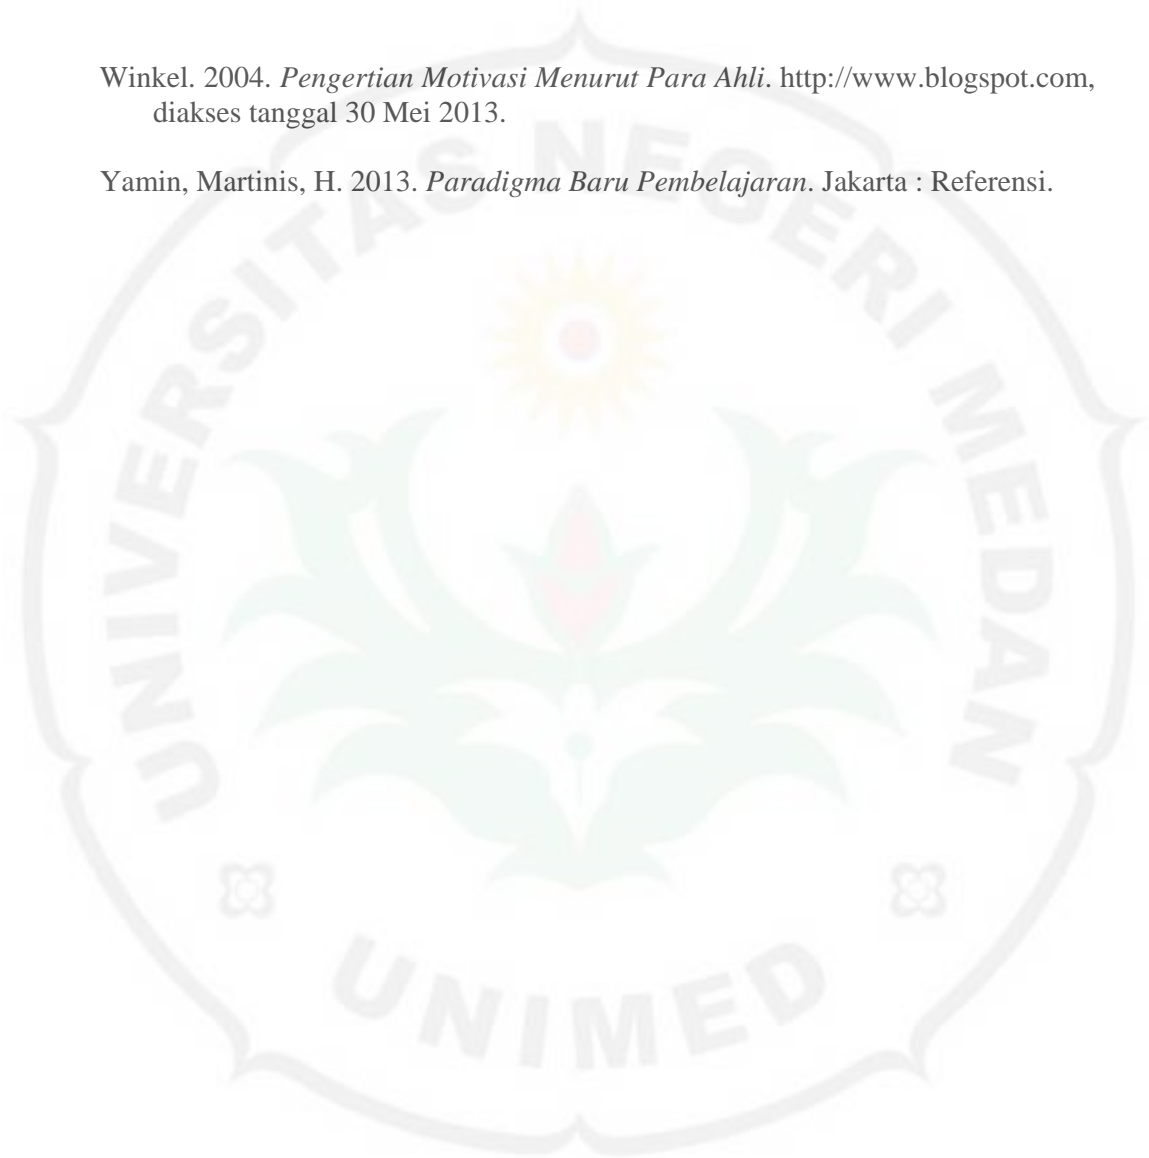 Winkel. 2004. Pengertian Motivasi Menurut Para Ahli. http://www.blogspot.com,
diakses tanggal 30 Mei 2013.
Yamin, Martinis, H. 2013. Paradigma Baru Pembelajaran. Jakarta : Referensi.
UNIVERSITAS NEGERI MEDAN
UNIMED